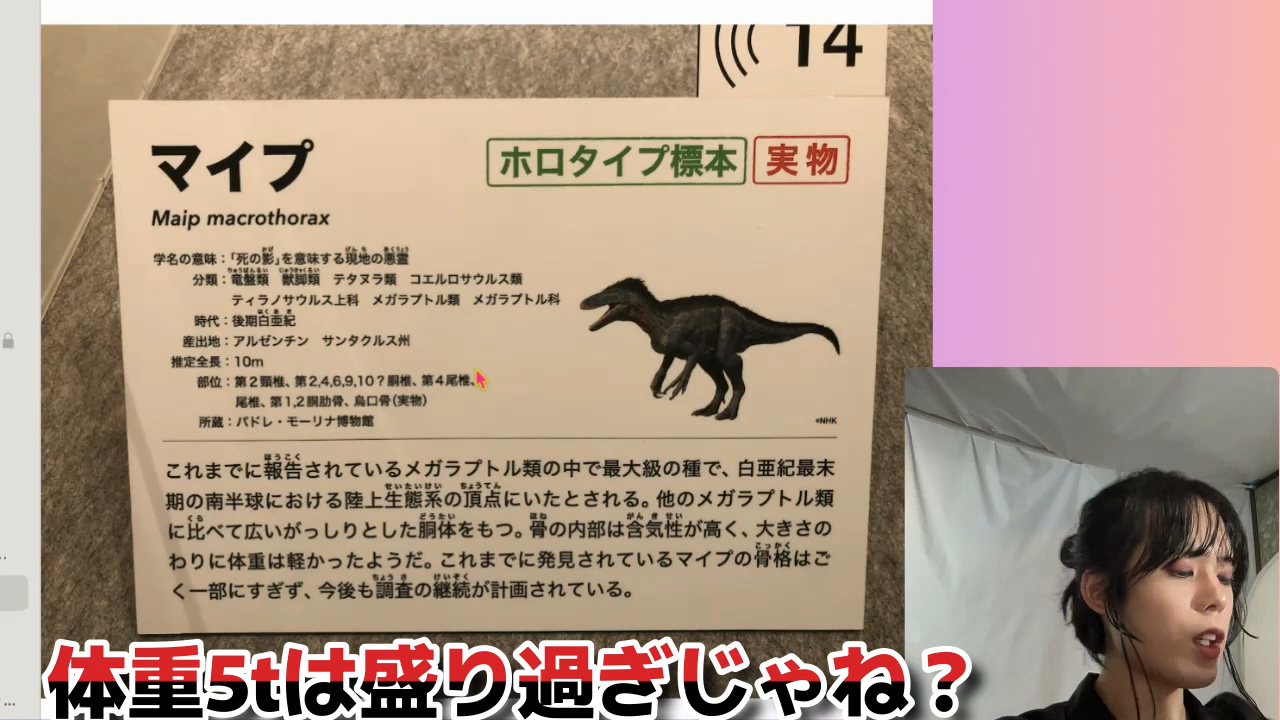 14
マイプ
ホロタイプ標本
実物
Maip macrothorax
学名の意味：「死の影」を意味する現地の悪霊
分類：竜盤類　獣脚類　テタヌラ類　コエルロサウルス類
ティラノサウルス上科　メガラプトル類　メガラプトル科
時代：後期白亜紀
産出地：アルゼンチン　サンタクルス州
推定全長：10m
部位：第2頸椎、第2,4,6,9,10？胴椎、第4尾椎、
尾椎、第1,2胴肋骨、烏口骨（実物）
所蔵：パドレ・モーリナ博物館
©NHK
これまでに報告されているメガラプトル類の中で最大級の種で、白亜紀最末
期の南半球における陸上生態系の頂点にいたとされる。他のメガラプトル類
に比べて広いがっしりとした胴体をもつ。骨の内部は含気性が高く、大きさの
わりに体重は軽かったようだ。これまでに発見されているマイプの骨格はご
く一部にすぎず、今後も調査の継続が計画されている。
体重5tは盛り過ぎじゃね？